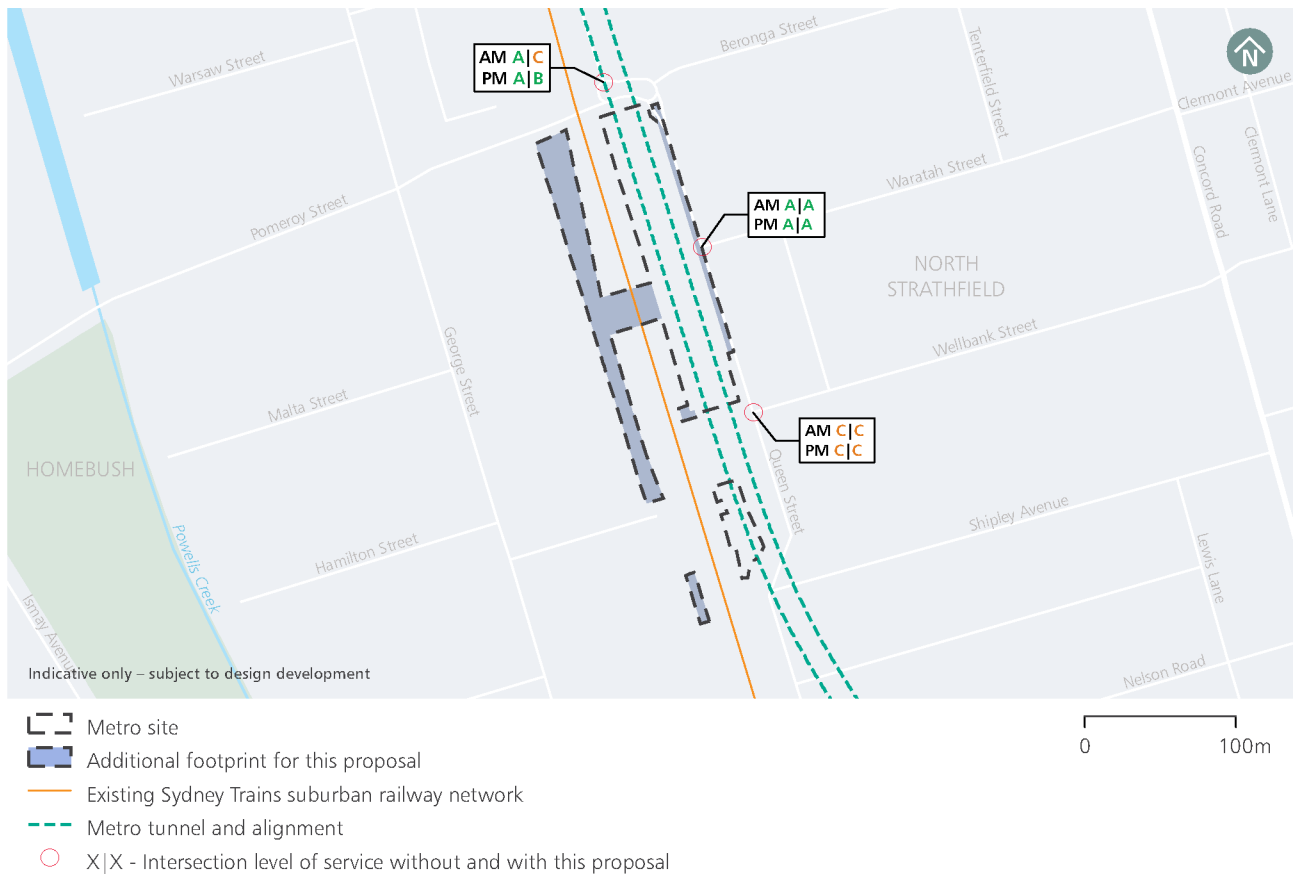 AM A|C
PM A|B
Beronga Street
Tenterfield Street
N
Warsaw Street
Clermont Avenue
Clermont Lane
Concord Road
Waratah Street
AM A|A
PM A|A
Pomeroy Street
NORTH
STRATHFIELD
George Street
Wellbank Street
Malta Street
AM C|C
PM C|C
HOMEBUSH
Queen Street
Shipley Avenue
Powells Creek
Hamilton Street
Lewis Lane
Ismay Avenue
Nelson Road
Indicative only – subject to design development
Metro site
Additional footprint for this proposal
Existing Sydney Trains suburban railway network
Metro tunnel and alignment
X|X - Intersection level of service without and with this proposal
0 100m